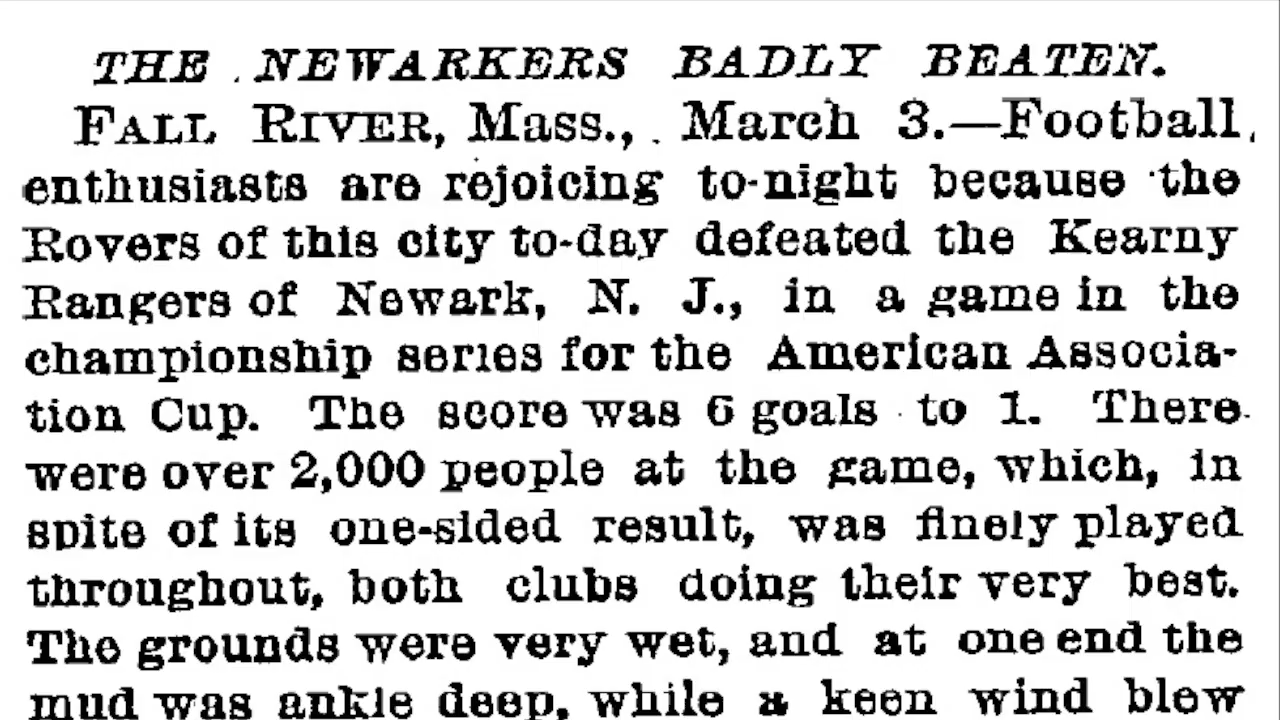 THE NEWARKERS BADLY BEATEN.
FALL RIVER, Mass., March 3.—Football
enthusiasts are rejoicing to-night because the
Rovers of this city to-day defeated the Kearny
Rangers of Newark, N. J., in a game in the
championship series for the American Associa-
tion Cup. The score was 6 goals to 1. There
were over 2,000 people at the game, which, in
spite of its one-sided result, was finely played
throughout, both clubs doing their very best.
The grounds were very wet, and at one end the
mud was ankle deep, while a keen wind blew